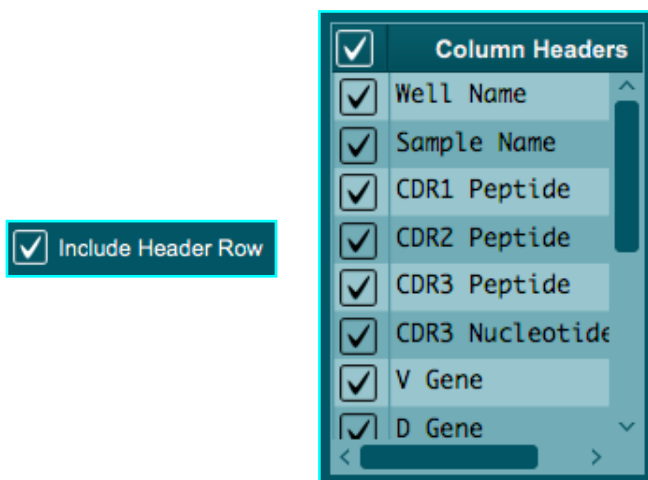 Include Header Row
Column Headers
Well Name
Sample Name
CDR1 Peptide
CDR2 Peptide
CDR3 Peptide
CDR3 Nucleotide
V Gene
D Gene